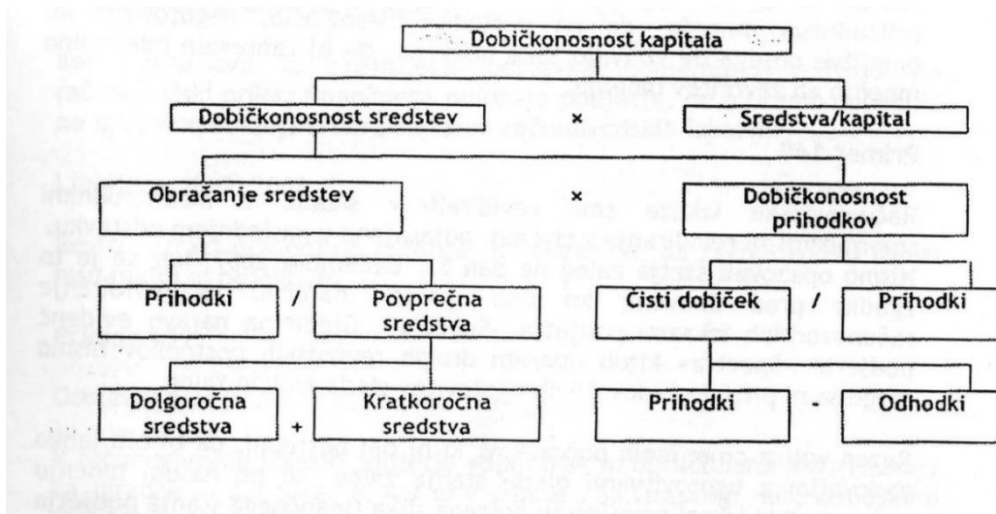 Dobičkonosnost kapitala
Dobičkonosnost sredstev × Sredstva/kapital
Obračanje sredstev × Dobičkonosnost
prihodkov
Prihodki / Povprečna
sredstva
Čisti dobiček / Prihodki
Dolgoročna
sredstva
+
Kratkoročna
sredstva
Prihodki - Odhodki